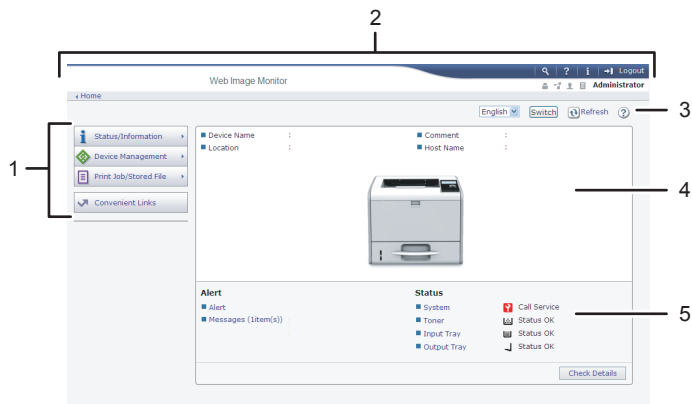 2
? i Logout
Web Image Monitor
Administrator
Home
English Switch Refresh ?
3
1
Status/Information
Device Management
Print Job/Stored File
Convenient Links
Device Name :
Location :
Comment :
Host Name :
4
Alert
Alert
Messages (1item(s))
Status
System Call Service
Toner Status OK
Input Tray Status OK
Output Tray Status OK
5
Check Details